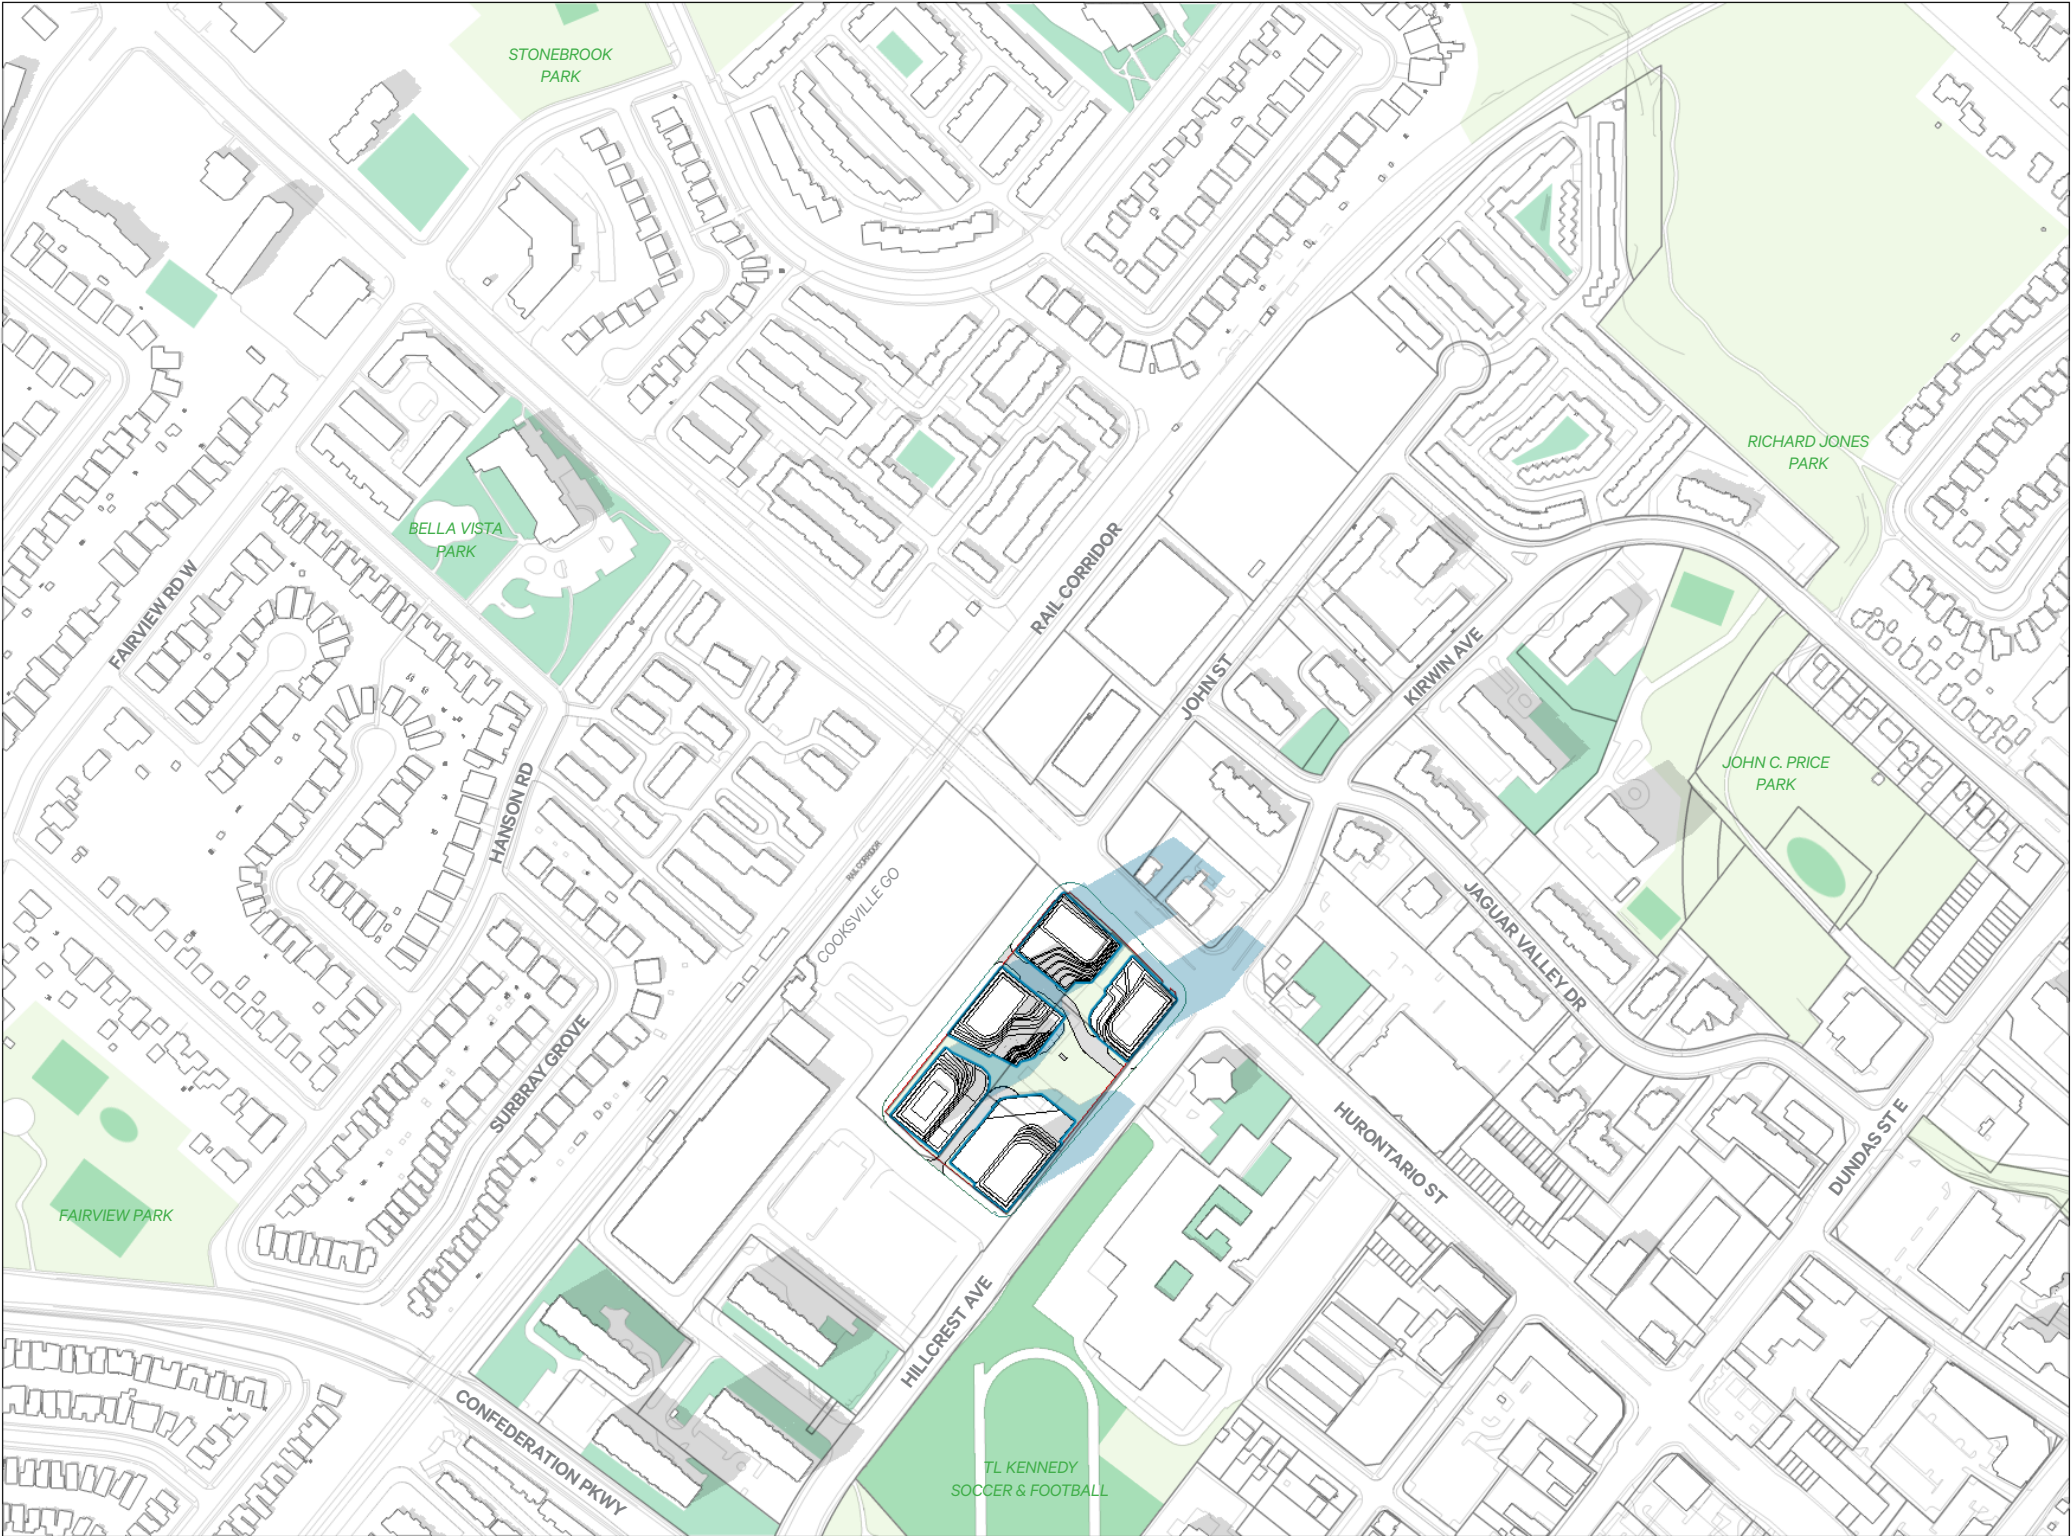 STONEBROOK
PARK
RICHARD JONES
PARK
BELLA VISTA
PARK
RAIL CORRIDOR
FAIRVIEW RD W
JOHN ST
KIRWIN AVE
JOHN C. PRICE
PARK
HANSON RD
RAIL CORRIDOR
COOKSVILLE GO
JAGUAR VALLEY DR
SURBRAY GROVE
HURONTARIO ST
DUNDAS ST E
FAIRVIEW PARK
HILLCREST AVE
CONFEDERATION PKWY
TL KENNEDY
SOCCER & FOOTBALL